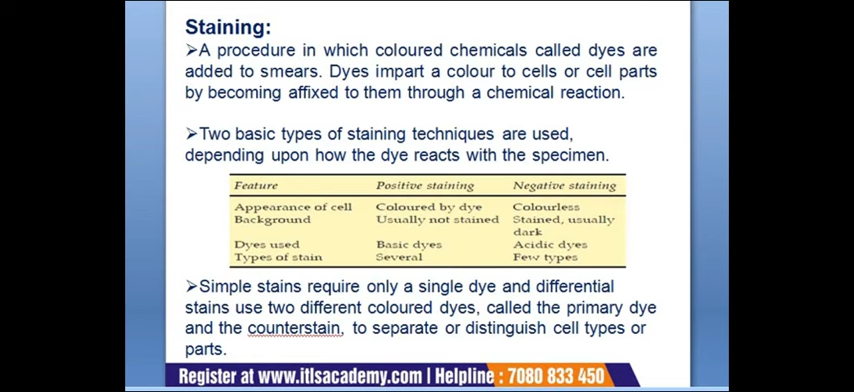 Staining:
➢A procedure in which coloured chemicals called dyes are
added to smears. Dyes impart a colour to cells or cell parts
by becoming affixed to them through a chemical reaction.
➢Two basic types of staining techniques are used,
depending upon how the dye reacts with the specimen.
Feature Positive staining Negative staining
Appearance of cell Coloured by dye Colourless
Background Usually not stained Stained, usually
dark
Dyes used Basic dyes Acidic dyes
Types of stain Several Few types
➢Simple stains require only a single dye and differential
stains use two different coloured dyes, called the primary dye
and the counterstain, to separate or distinguish cell types or
parts.
Register at www.itlsacademy.com | Helpline : 7080 833 450